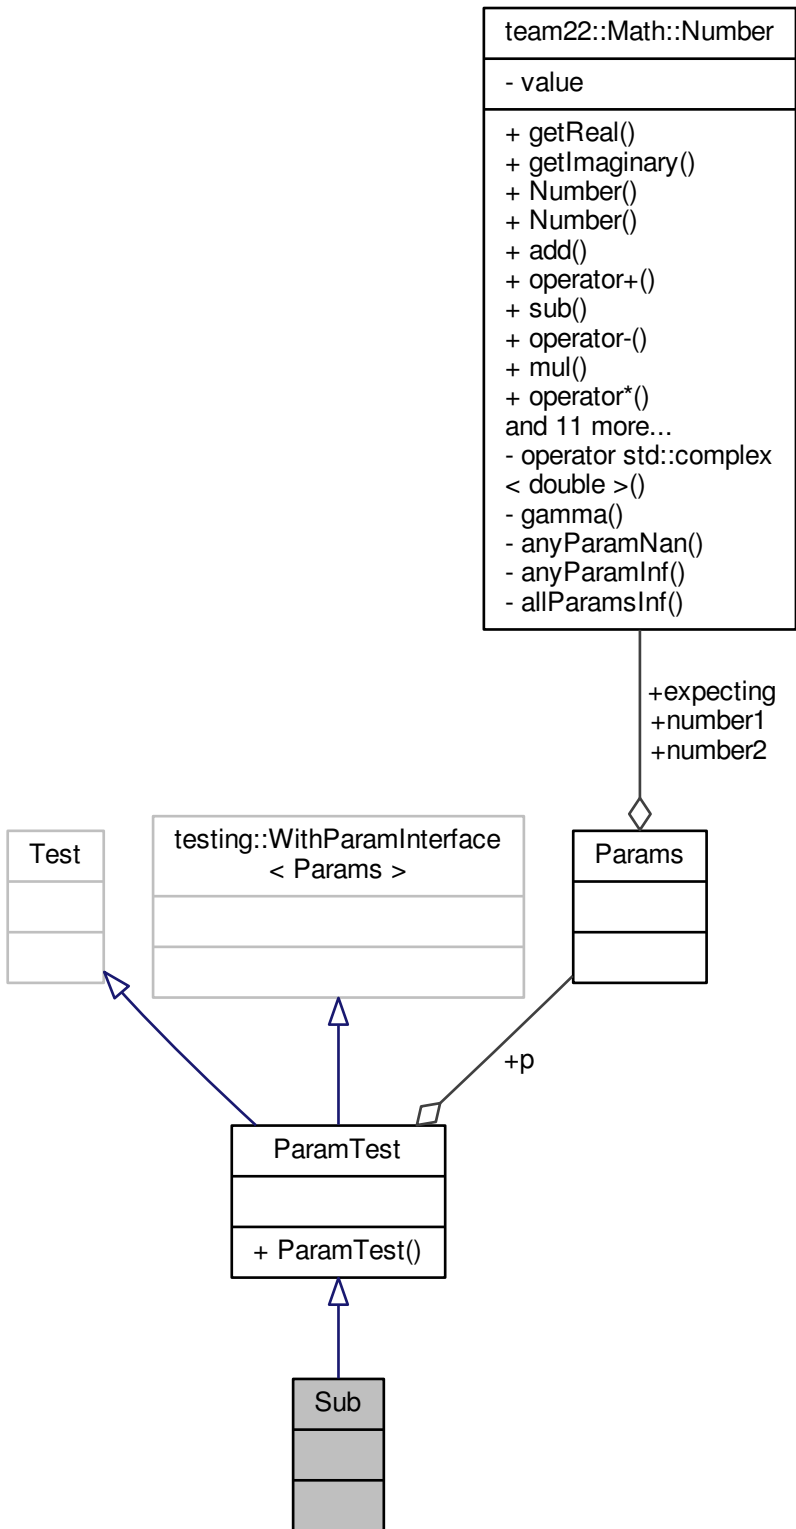 team22::Math::Number
- value
+ getReal()
+ getImaginary()
+ Number()
+ Number()
+ add()
+ operator+()
+ sub()
+ operator-()
+ mul()
+ operator*()
and 11 more...
- operator std::complex
< double >()
- gamma()
- anyParamNan()
- anyParamInf()
- allParamsInf()
+expecting
+number1
+number2
Test
testing::WithParamInterface
< Params >
Params
+p
ParamTest
+ ParamTest()
Sub